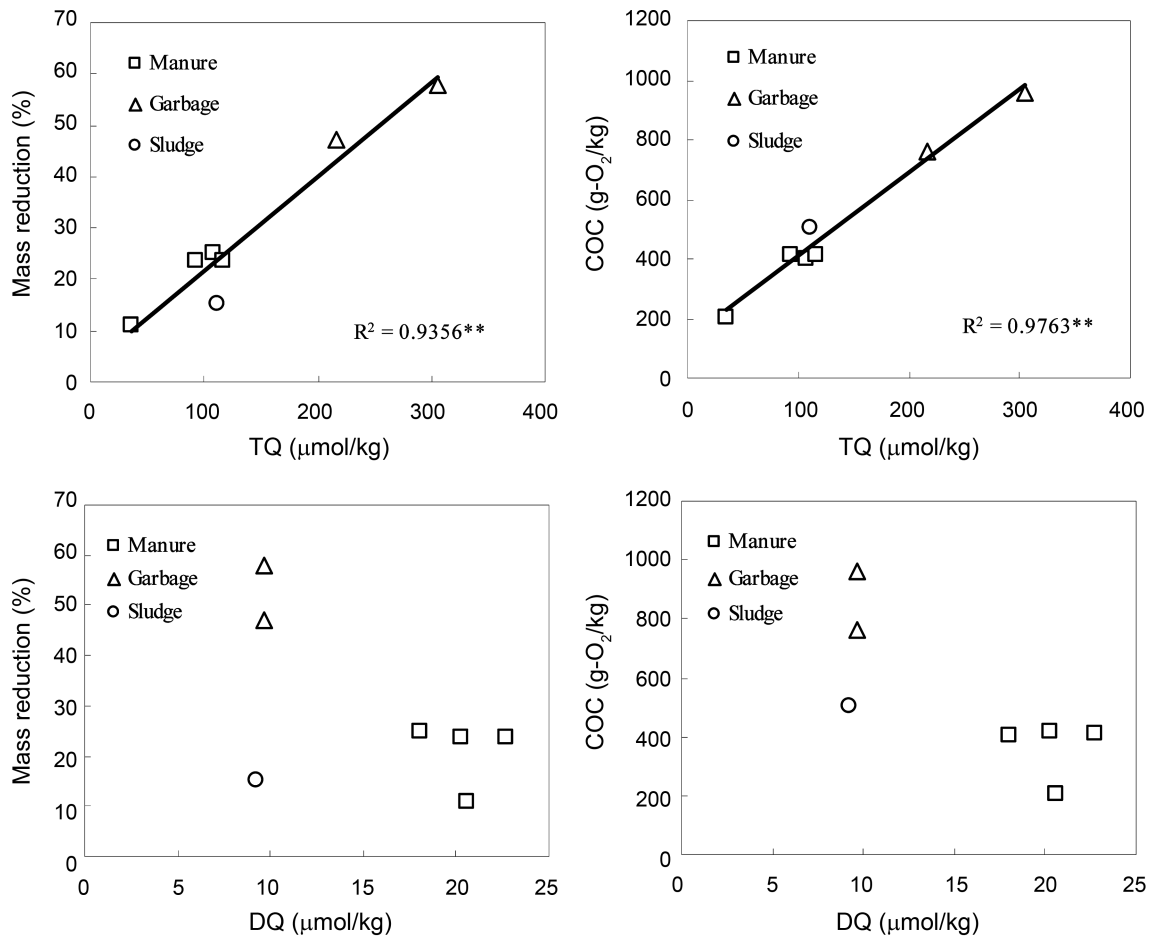 70
60
50
40
30
20
10
0
Mass reduction (%)
Manure
Garbage
Sludge
R² = 0.9356**
0 100 200 300 400
TQ (μmol/kg)
1200
1000
800
600
400
200
0
COC (g-O₂/kg)
Manure
Garbage
Sludge
R² = 0.9763**
0 100 200 300 400
TQ (μmol/kg)
70
60
50
40
30
20
10
0
Mass reduction (%)
Manure
Garbage
Sludge
0 5 10 15 20 25
DQ (μmol/kg)
1200
1000
800
600
400
200
0
COC (g-O₂/kg)
Manure
Garbage
Sludge
0 5 10 15 20 25
DQ (μmol/kg)